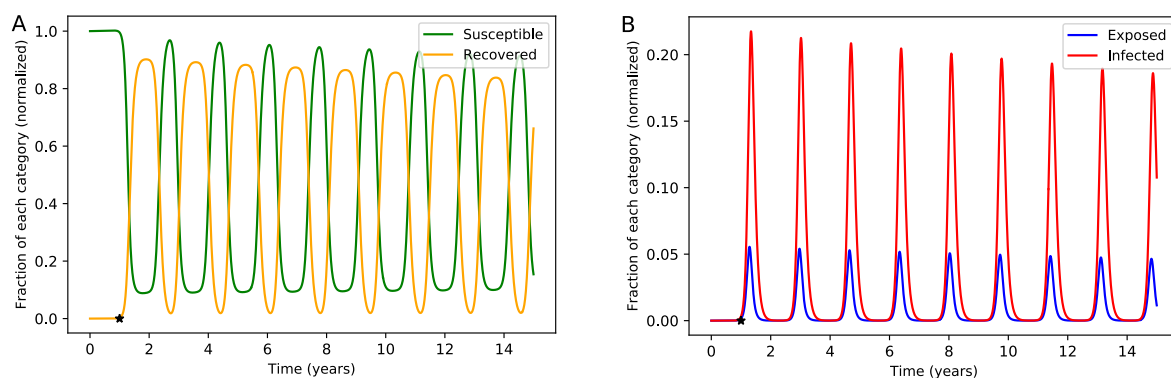 A
Fraction of each category (normalized)
1.0
0.8
0.6
0.4
0.2
0.0
Susceptible
Recovered
0 2 4 6 8 10 12 14
Time (years)
B
Fraction of each category (normalized)
0.20
0.15
0.10
0.05
0.00
Exposed
Infected
0 2 4 6 8 10 12 14
Time (years)